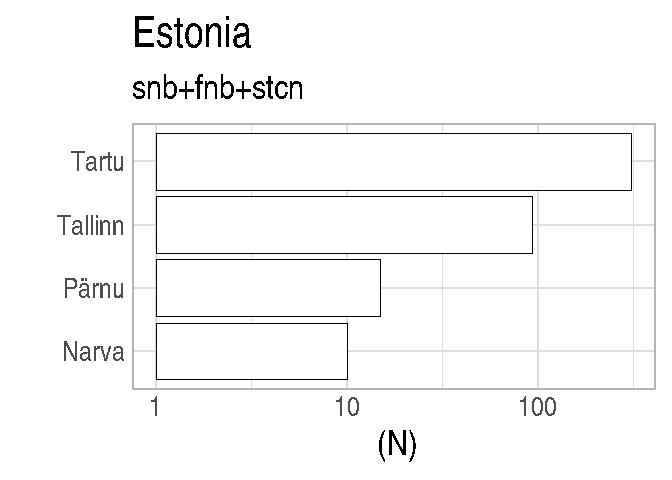 Estonia
snb+fnb+stcn
Tartu
Tallinn
Pärnu
Narva
1 10 100
(N)